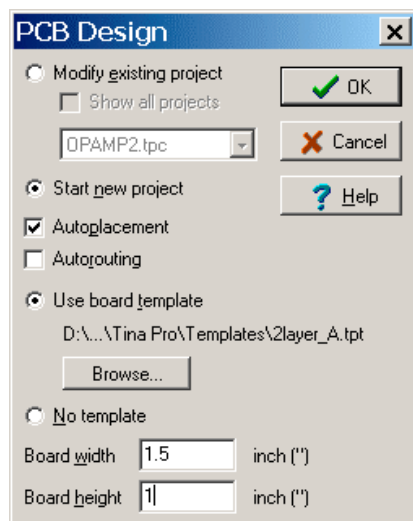 PCB Design
Modify existing project
Show all projects
OPAMP2.tpc
Start new project
Autoplacement
Autorouting
Use board template
D:\...\Tina Pro\Templates\2layer_A.tpt
Browse...
No template
Board width 1.5 inch (")
Board height 1 inch (")
OK
Cancel
? Help